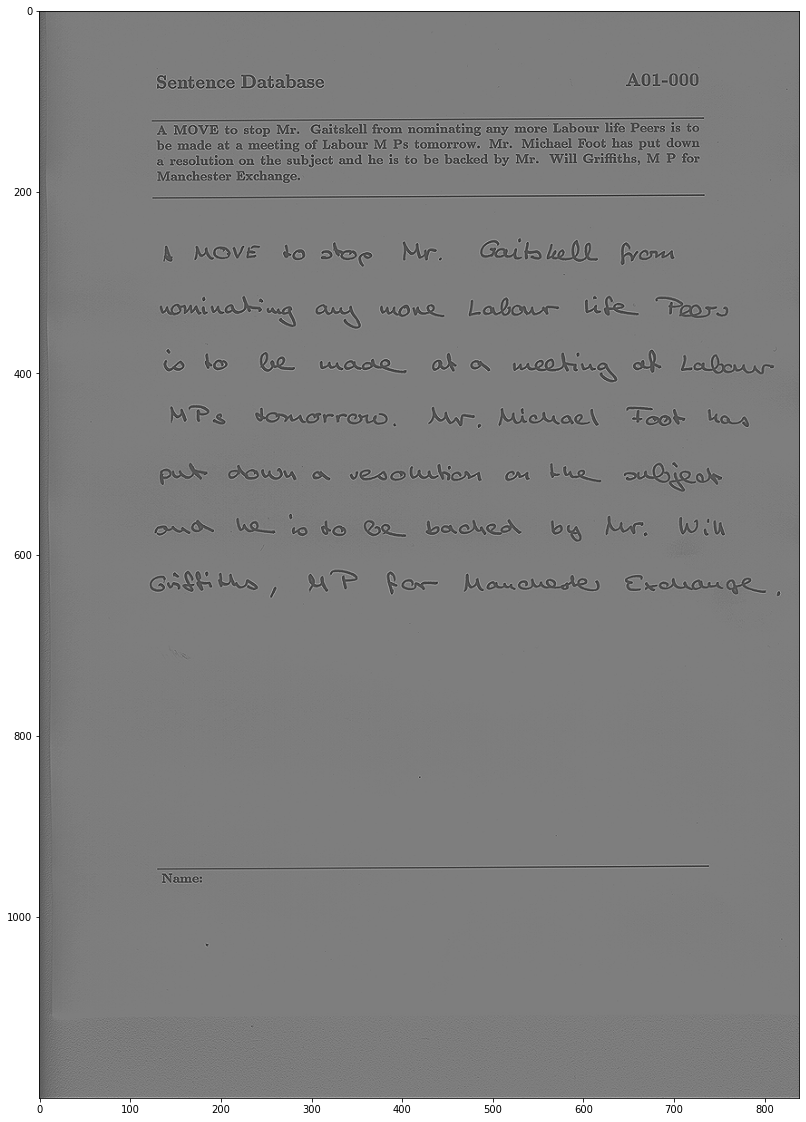 Sentence Database A01-000
A MOVE to stop Mr. Gaitskell from nominating any more Labour life Peers is to
be made at a meeting of Labour M Ps tomorrow. Mr. Michael Foot has put down
a resolution on the subject and he is to be backed by Mr. Will Griffiths, M P for
Manchester Exchange.
A MOVE to stop Mr. Gaitskell from
nominating any more Labour life Peers
is to be made at a meeting of Labour
MPs tomorrow. Mr. Michael Foot has
put down a resolution on the subject
and he is to be backed by Mr. Will
Griffiths, MP for Manchester Exchange.
Name:
0
200
400
600
800
1000
0 100 200 300 400 500 600 700 800